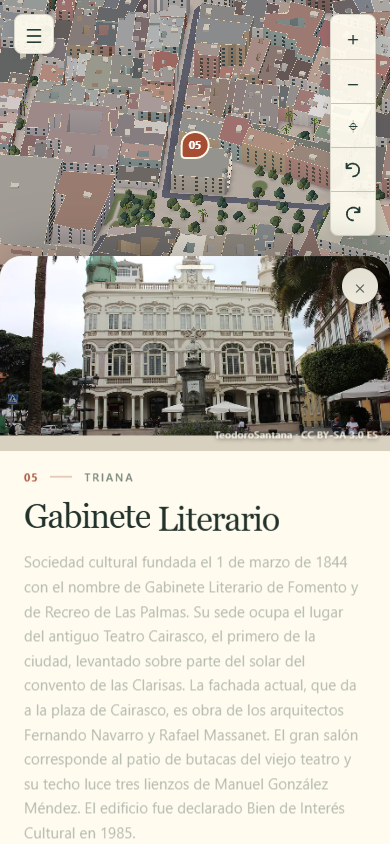 05
TeodoroSantana · CC BY-SA 3.0 ES
05 TRIANA
Gabinete Literario
Sociedad cultural fundada el 1 de marzo de 1844
con el nombre de Gabinete Literario de Fomento y
de Recreo de Las Palmas. Su sede ocupa el lugar
del antiguo Teatro Cairasco, el primero de la
ciudad, levantado sobre parte del solar del
convento de las Clarisas. La fachada actual, que da
a la plaza de Cairasco, es obra de los arquitectos
Fernando Navarro y Rafael Massanet. El gran salón
corresponde al patio de butacas del viejo teatro y
su techo luce tres lienzos de Manuel González
Méndez. El edificio fue declarado Bien de Interés
Cultural en 1985.